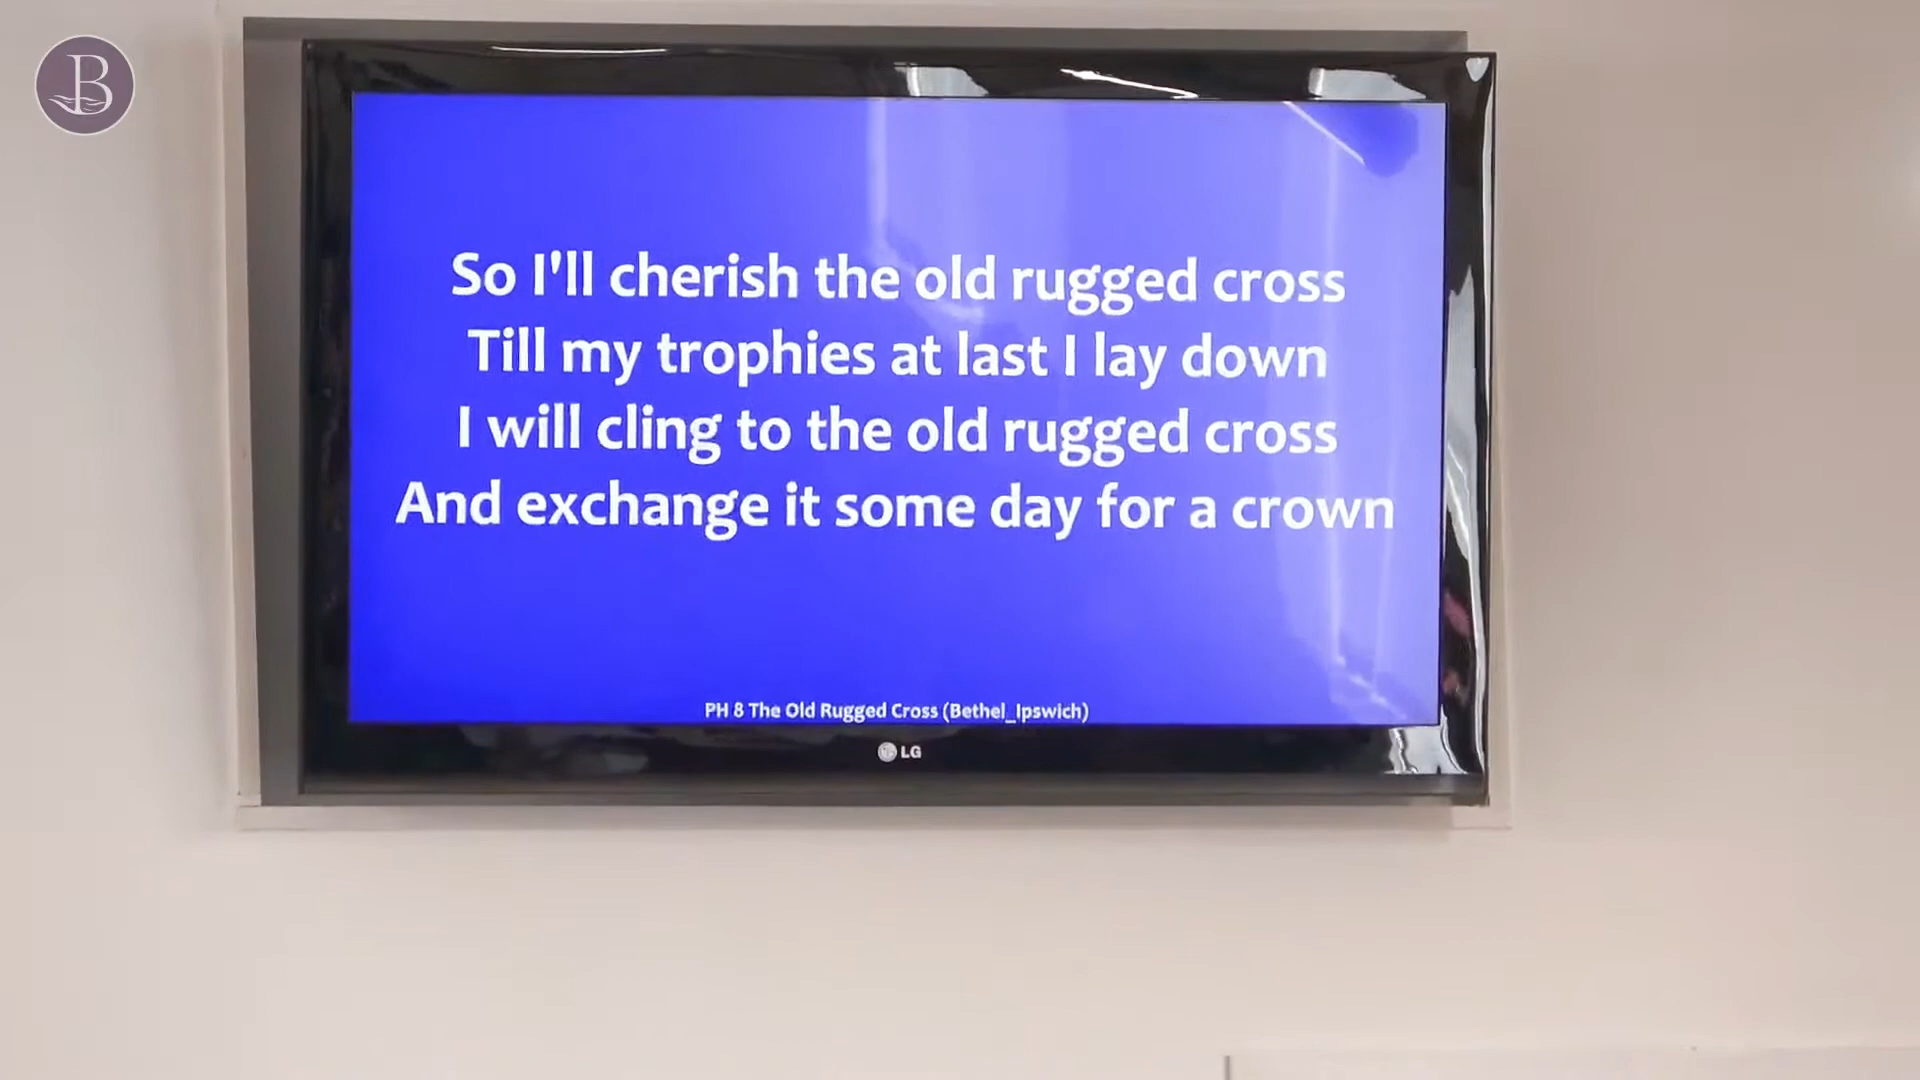 B
So I'll cherish the old rugged cross
Till my trophies at last I lay down
I will cling to the old rugged cross
And exchange it some day for a crown
PH 8 The Old Rugged Cross (Bethel_Ipswich)
LG